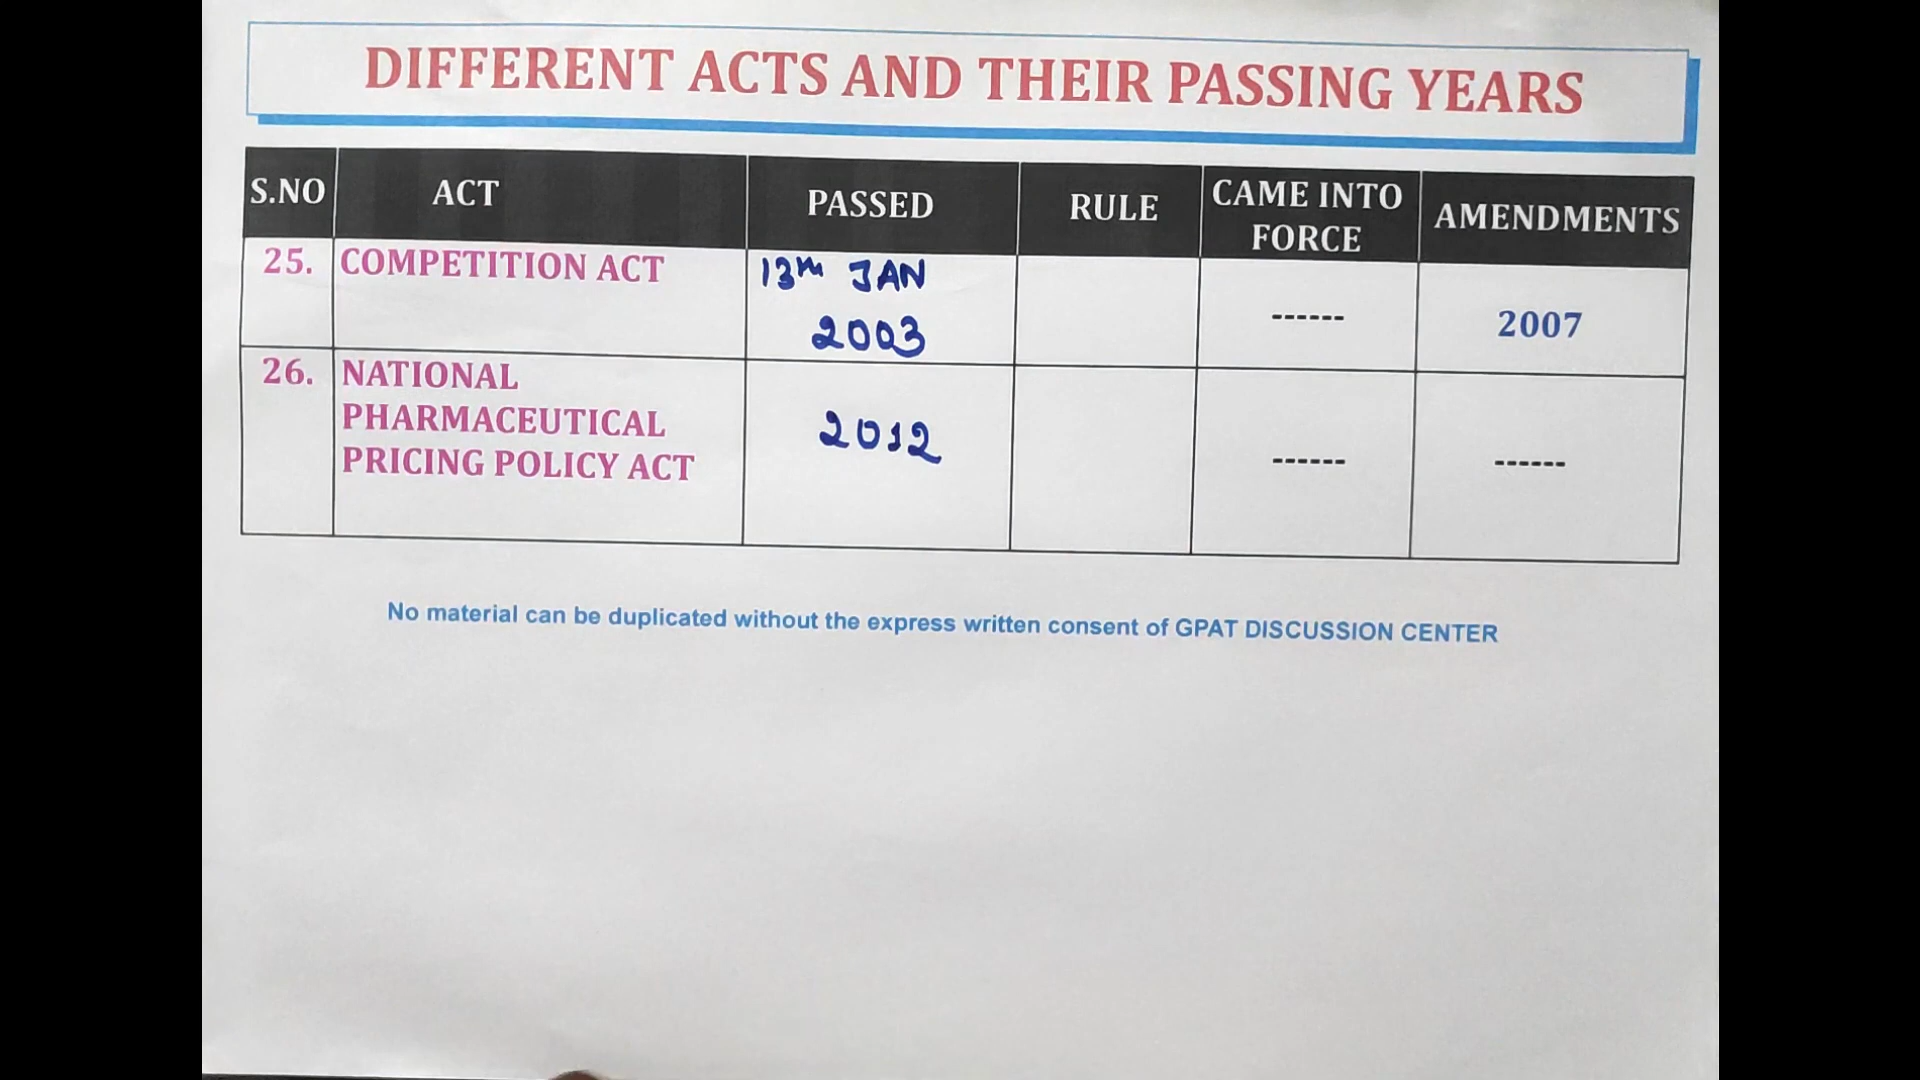 DIFFERENT ACTS AND THEIR PASSING YEARS
S.NO ACT PASSED RULE CAME INTO FORCE AMENDMENTS
25. COMPETITION ACT 13th JAN
2003 ------ 2007
26. NATIONAL
PHARMACEUTICAL
PRICING POLICY ACT 2012 ------ ------
No material can be duplicated without the express written consent of GPAT DISCUSSION CENTER